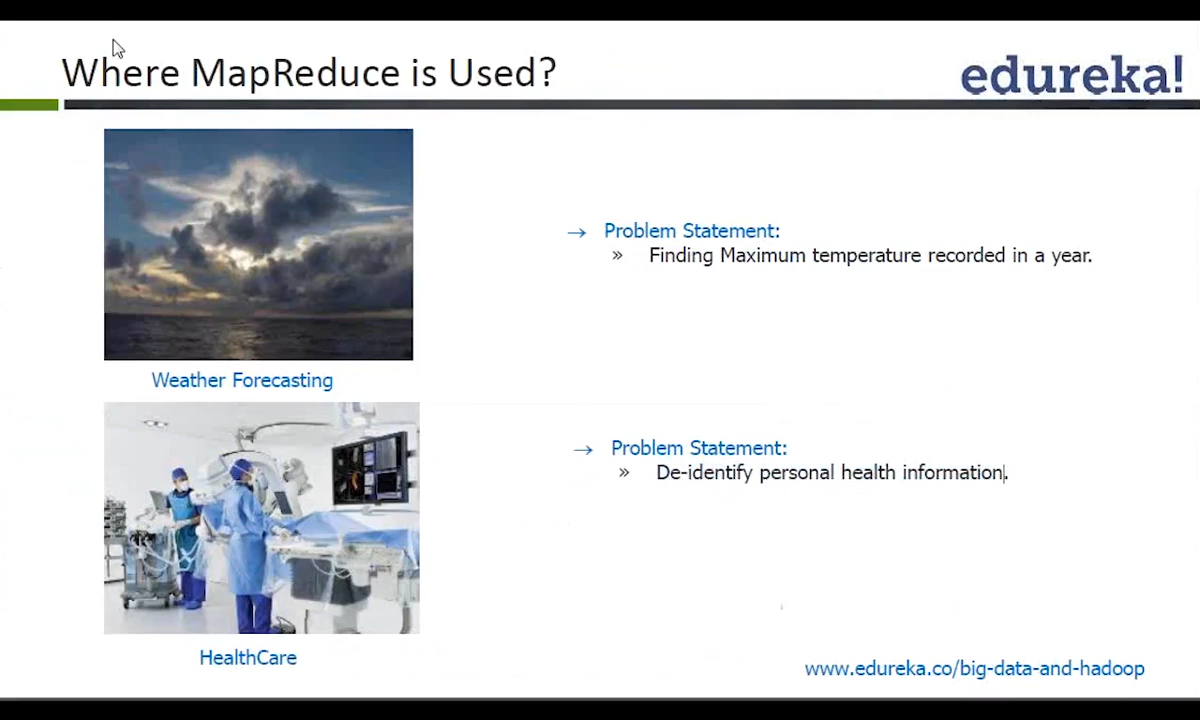 Where MapReduce is Used?
edureka!
→ Problem Statement:
» Finding Maximum temperature recorded in a year.
Weather Forecasting
→ Problem Statement:
» De-identify personal health information.
HealthCare
www.edureka.co/big-data-and-hadoop